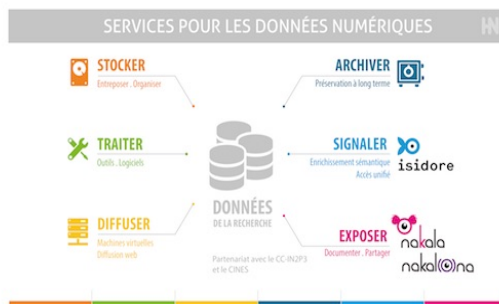 SERVICES POUR LES DONNÉES NUMÉRIQUES
STOCKER
Entreposer . Organiser
ARCHIVER
Préservation à long terme
TRAITER
Outils . Logiciels
SIGNALER
Enrichissement sémantique
Accès unifié
isidore
DIFFUSER
Machines virtuelles
Diffusion web
DONNÉES
DE LA RECHERCHE
Partenariat avec le CC-IN2P3
et le CINES
EXPOSER
Documenter . Partager
nakala
nakal(o)na